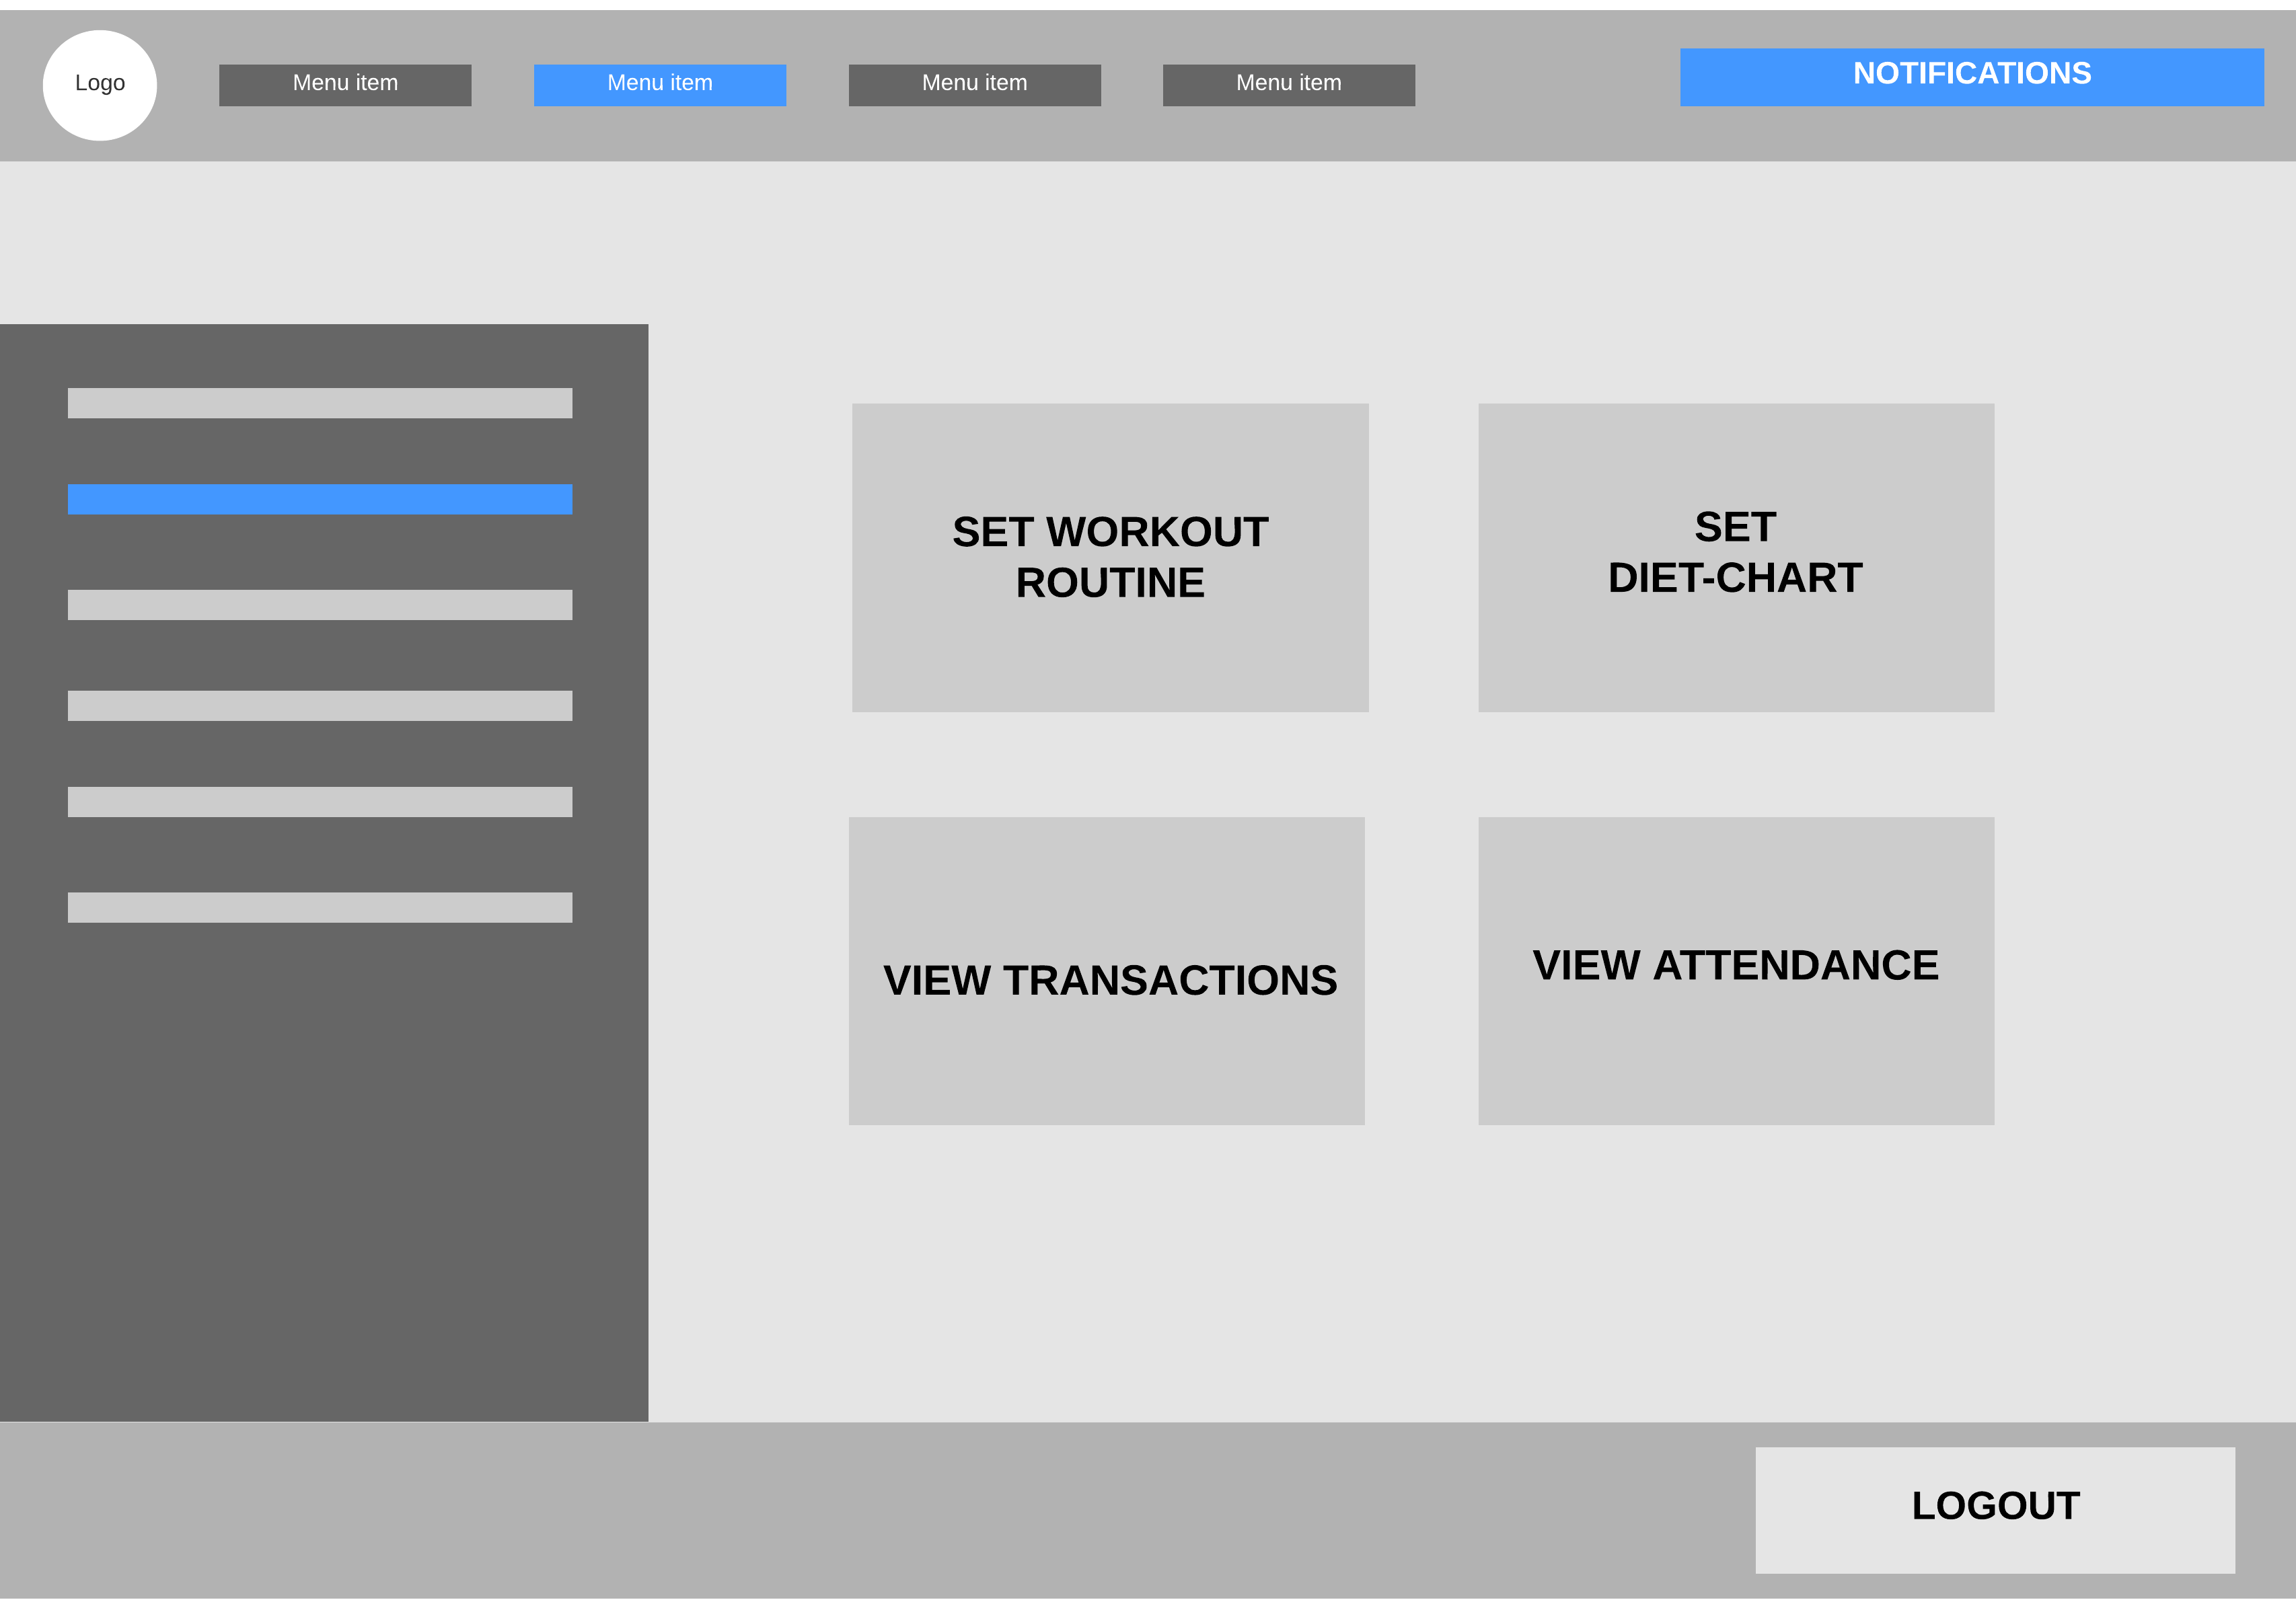 Logo
Menu item
Menu item
Menu item
Menu item
NOTIFICATIONS
SET WORKOUT
ROUTINE
SET
DIET-CHART
VIEW TRANSACTIONS
VIEW ATTENDANCE
LOGOUT